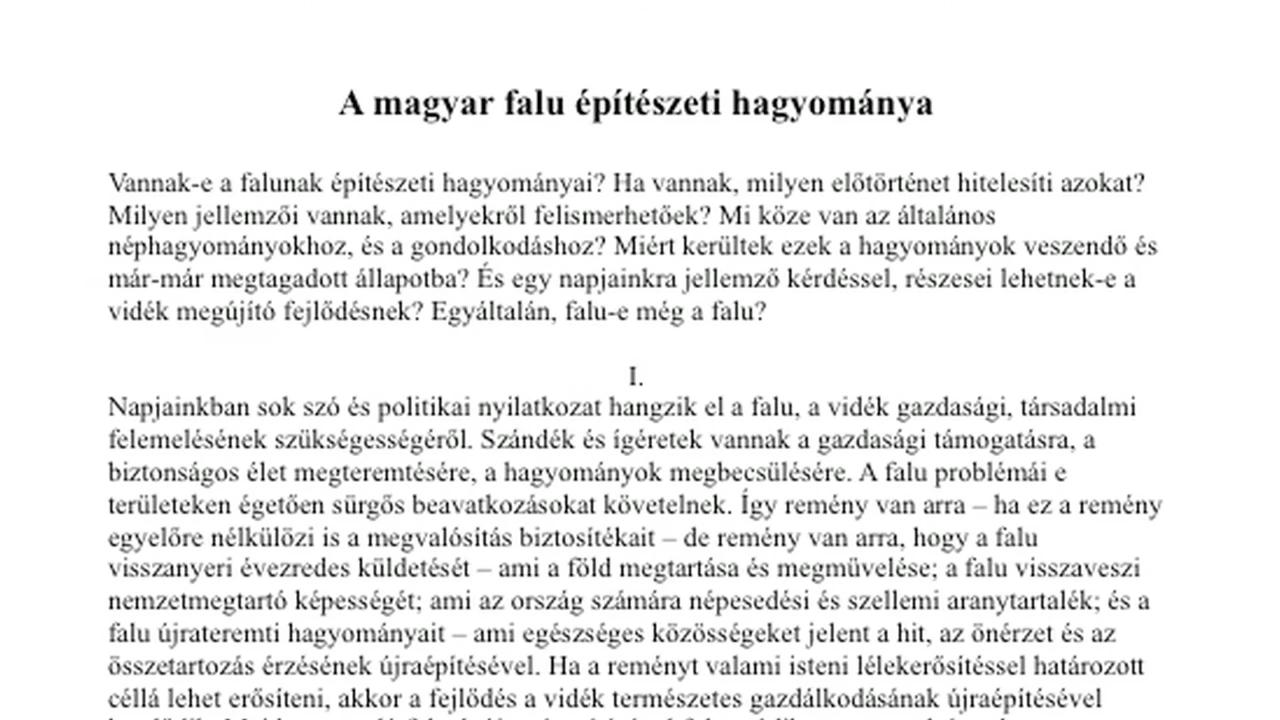 A magyar falu építészeti hagyománya
Vannak-e a falunak építészeti hagyományai? Ha vannak, milyen előtörténet hitelesíti azokat?
Milyen jellemzői vannak, amelyekről felismerhetőek? Mi köze van az általános
néphagyományokhoz, és a gondolkodáshoz? Miért kerültek ezek a hagyományok veszendő és
már-már megtagadott állapotba? És egy napjainkra jellemző kérdéssel, részesei lehetnek-e a
vidék megújító fejlődésnek? Egyáltalán, falu-e még a falu?
I.
Napjainkban sok szó és politikai nyilatkozat hangzik el a falu, a vidék gazdasági, társadalmi
felemelésének szükségességéről. Szándék és ígéretek vannak a gazdasági támogatásra, a
biztonságos élet megteremtésére, a hagyományok megbecsülésére. A falu problémái e
területeken égetően sürgős beavatkozásokat követelnek. Így remény van arra – ha ez a remény
egyelőre nélkülözi is a megvalósítás biztosítékait – de remény van arra, hogy a falu
visszanyeri évezredes küldetését – ami a föld megtartása és megművelése; a falu visszaveszi
nemzetmegtartó képességét; ami az ország számára népesedési és szellemi aranytartalék; és a
falu újrateremti hagyományait – ami egészséges közösségeket jelent a hit, az önérzet és az
összetartozás érzésének újraépítésével. Ha a reményt valami isteni lélekerősítéssel határozott
céllá lehet erősíteni, akkor a fejlődés a vidék természetes gazdálkodásának újraépítésével